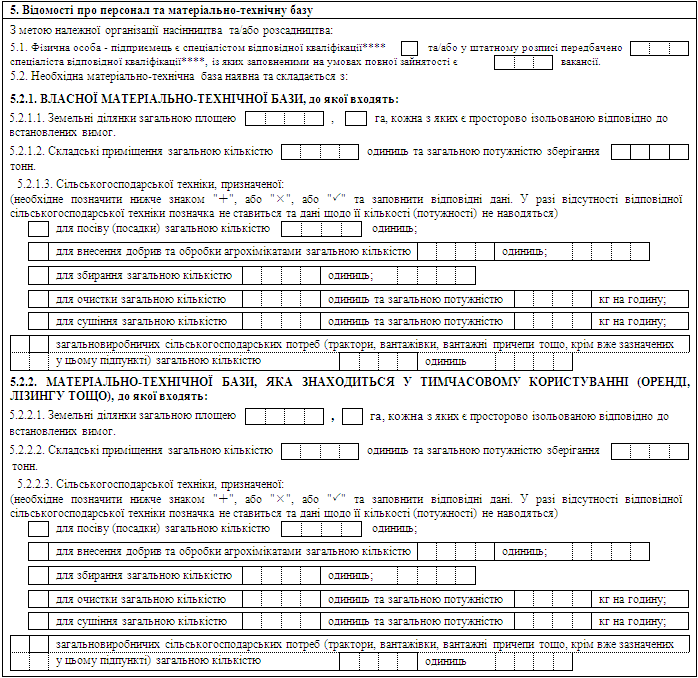 5. Відомості про персонал та матеріально-технічну базу
З метою належної організації насінництва та/або розсадництва:
5.1. Фізична особа - підприємець є спеціалістом відповідної кваліфікації**** та/або у штатному розписі передбачено
спеціаліста відповідної кваліфікації****, із яких заповненими на умовах повної зайнятості є вакансії.
5.2. Необхідна матеріально-технічна база наявна та складається з:
5.2.1. ВЛАСНОЇ МАТЕРІАЛЬНО-ТЕХНІЧНОЇ БАЗИ, до якої входять:
5.2.1.1. Земельні ділянки загальною площею , га, кожна з яких є просторово ізольованою відповідно до
встановлених вимог.
5.2.1.2. Складські приміщення загальною кількістю одиниць та загальною потужністю зберігання
тонн.
5.2.1.3. Сільськогосподарської техніки, призначеної:
(необхідне позначити нижче знаком "+", або "×", або "✓" та заповнити відповідні дані. У разі відсутності відповідної
сільськогосподарської техніки позначка не ставиться та дані щодо її кількості (потужності) не наводяться)
для посіву (посадки) загальною кількістю одиниць;
для внесення добрив та обробки агрохімікатами загальною кількістю одиниць;
для збирання загальною кількістю одиниць;
для очистки загальною кількістю одиниць та загальною потужністю кг на годину;
для сушіння загальною кількістю одиниць та загальною потужністю кг на годину;
загальновиробничих сільськогосподарських потреб (трактори, вантажівки, вантажні причепи тощо, крім вже зазначених
у цьому підпункті) загальною кількістю одиниць
5.2.2. МАТЕРІАЛЬНО-ТЕХНІЧНОЇ БАЗИ, ЯКА ЗНАХОДИТЬСЯ У ТИМЧАСОВОМУ КОРИСТУВАННІ (ОРЕНДІ,
ЛІЗИНГУ ТОЩО), до якої входять:
5.2.2.1. Земельні ділянки загальною площею , га, кожна з яких є просторово ізольованою відповідно до
встановлених вимог.
5.2.2.2. Складські приміщення загальною кількістю одиниць та загальною потужністю зберігання
тонн.
5.2.2.3. Сільськогосподарської техніки, призначеної:
(необхідне позначити нижче знаком "+", або "×", або "✓" та заповнити відповідні дані. У разі відсутності відповідної
сільськогосподарської техніки позначка не ставиться та дані щодо її кількості (потужності) не наводяться)
для посіву (посадки) загальною кількістю одиниць;
для внесення добрив та обробки агрохімікатами загальною кількістю одиниць;
для збирання загальною кількістю одиниць;
для очистки загальною кількістю одиниць та загальною потужністю кг на годину;
для сушіння загальною кількістю одиниць та загальною потужністю кг на годину;
загальновиробничих сільськогосподарських потреб (трактори, вантажівки, вантажні причепи тощо, крім вже зазначених
у цьому підпункті) загальною кількістю одиниць